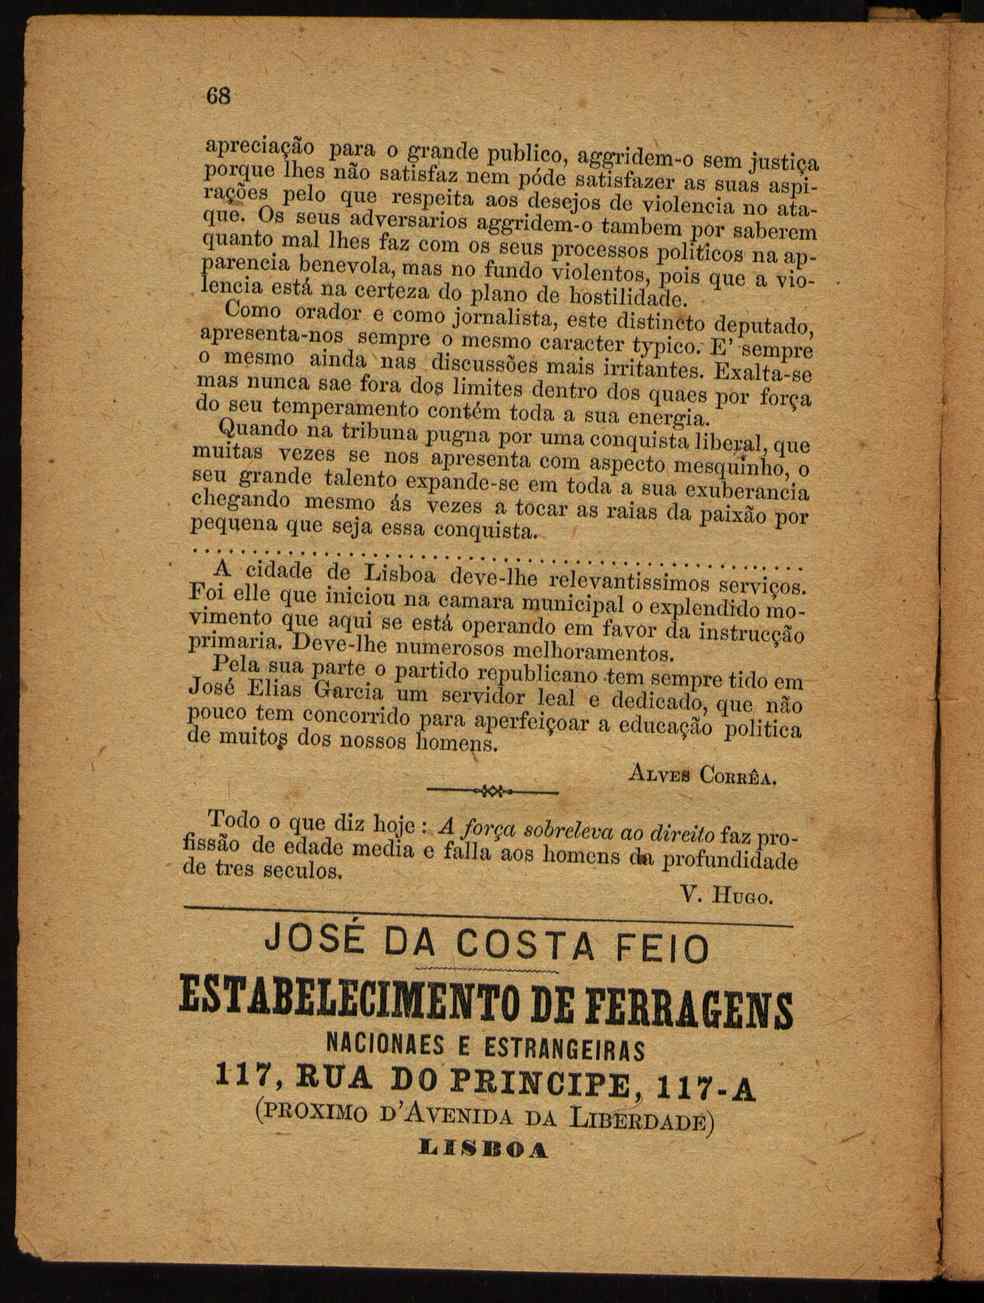 68
apreciação para o grande publico, aggridem-o sem justiça
porque lhes não satisfaz nem póde satisfazer as suas aspi-
rações pelo que respeita aos desejos de violencia no ata-
que. Os seus adversarios aggridem-o tambem por saberem
quanto mal lhes faz com os seus processos politicos na ap-
parencia benevola, mas no fundo violentos, pois que a vio-
lencia está na certeza do plano de hostilidade.
Como orador e como jornalista, este distincto deputado,
apresenta-nos sempre o mesmo caracter typico. E' sempre
o mesmo ainda nas discussões mais irritantes. Exalta-se
mas nunca sae fora dos limites dentro dos quaes por força
do seu temperamento contém toda a sua energia.
Quando na tribuna pugna por uma conquista liberal, que
muitas vezes se nos apresenta com aspecto mesquinho, o
seu grande talento expande-se em toda a sua exuberancia
chegando mesmo ás vezes a tocar as raias da paixão por
pequena que seja essa conquista.
................................................
A cidade de Lisboa deve-lhe relevantissimos serviços.
Foi elle que iniciou na camara municipal o explendido mo-
vimento que aqui se está operando em favor da instrucção
primaria. Deve-lhe numerosos melhoramentos.
Pela sua parte o partido republicano tem sempre tido em
José Elias Garcia um servidor leal e dedicado, que não
pouco tem concorrido para aperfeiçoar a educação politica
de muitos dos nossos homens.
ALVES CORRÊA.
Todo o que diz hoje: A força sobreleva ao direito faz pro-
fissão de edade media e falla aos homens da profundidade
de tres seculos.
V. HUGO.
JOSÉ DA COSTA FEIO
ESTABELECIMENTO DE FERRAGENS
NACIONAES E ESTRANGEIRAS
117, RUA DO PRINCIPE, 117-A
(PROXIMO D'AVENIDA DA LIBERDADE)
LISBOA